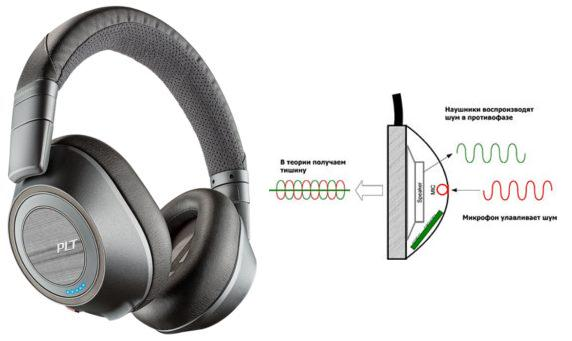 PLT
Наушники воспроизводят
шум в противофазе
В теории получаем
тишину
Speaker
MIC
Микрофон улавливает шум